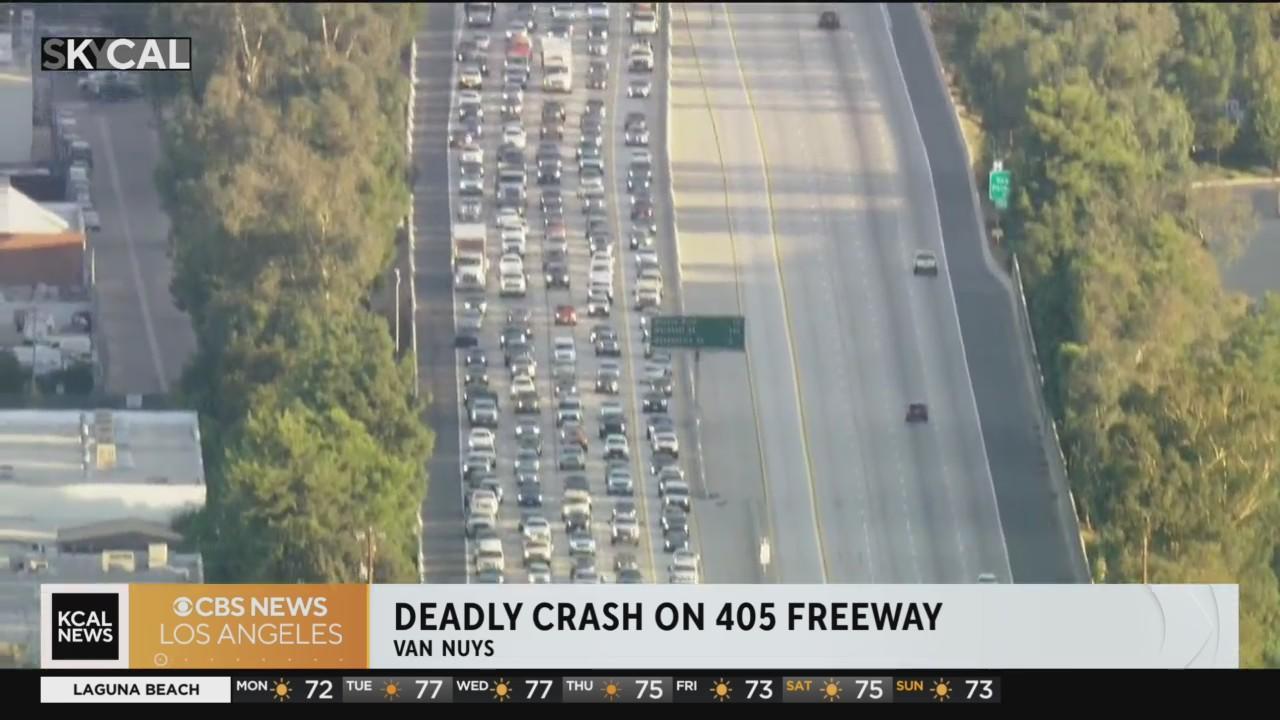 SKYCAL
KCAL NEWS
CBS NEWS
LOS ANGELES
DEADLY CRASH ON 405 FREEWAY
VAN NUYS
LAGUNA BEACH MON 72 TUE 77 WED 77 THU 75 FRI 73 SAT 75 SUN 73